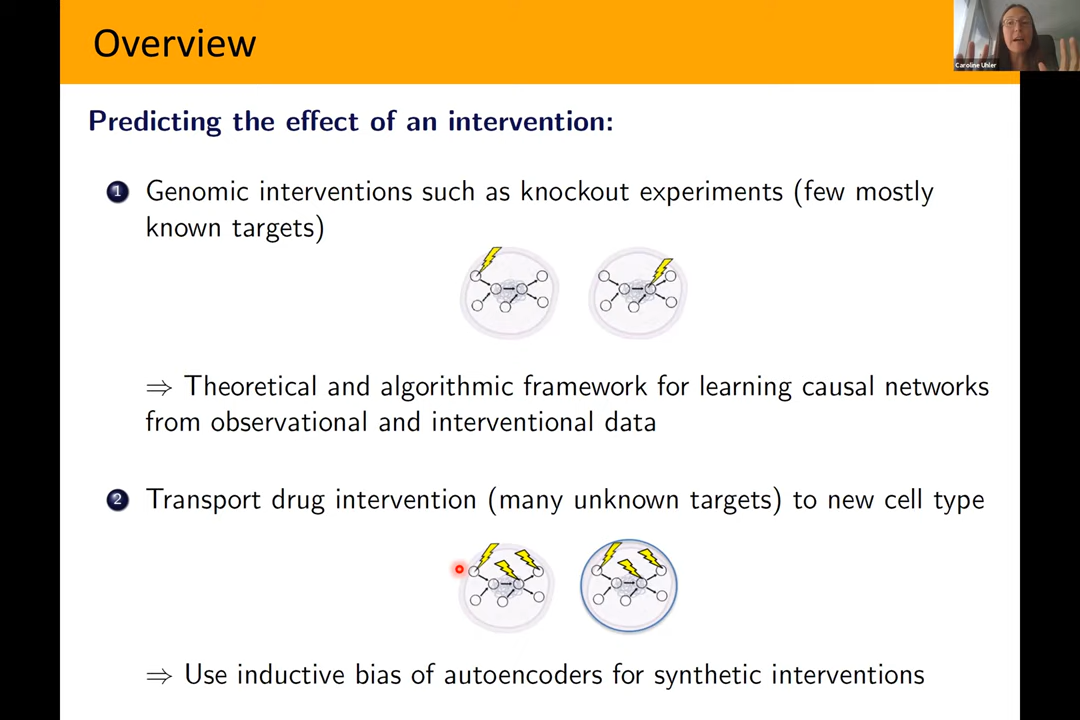 Overview
Caroline Uhler
Predicting the effect of an intervention:
1 Genomic interventions such as knockout experiments (few mostly
known targets)
⇒ Theoretical and algorithmic framework for learning causal networks
from observational and interventional data
2 Transport drug intervention (many unknown targets) to new cell type
⇒ Use inductive bias of autoencoders for synthetic interventions